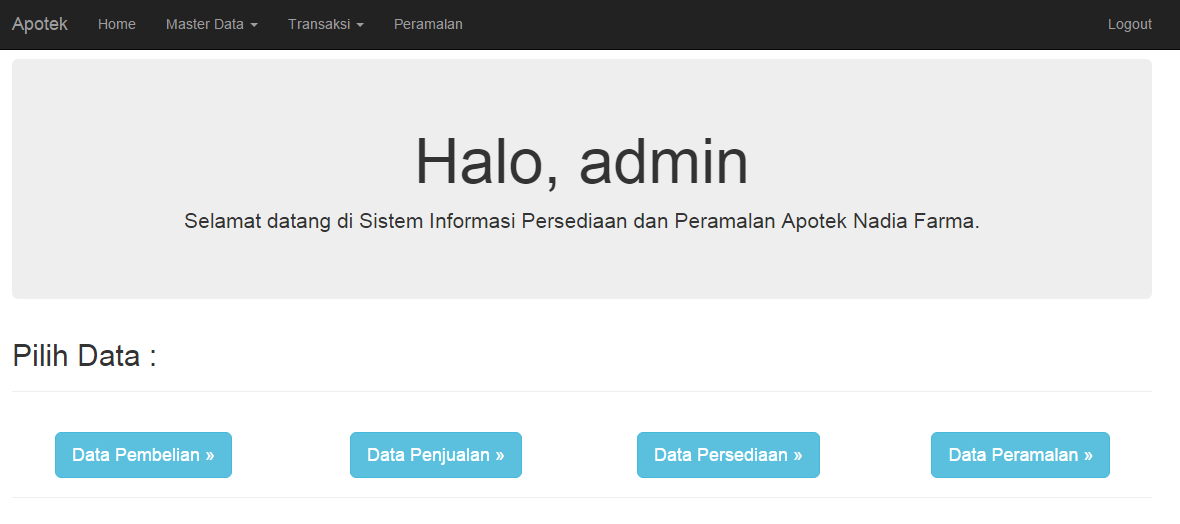 Apotek Home Master Data Transaksi Peramalan Logout
Halo, admin
Selamat datang di Sistem Informasi Persediaan dan Peramalan Apotek Nadia Farma.
Pilih Data :
Data Pembelian » Data Penjualan » Data Persediaan » Data Peramalan »